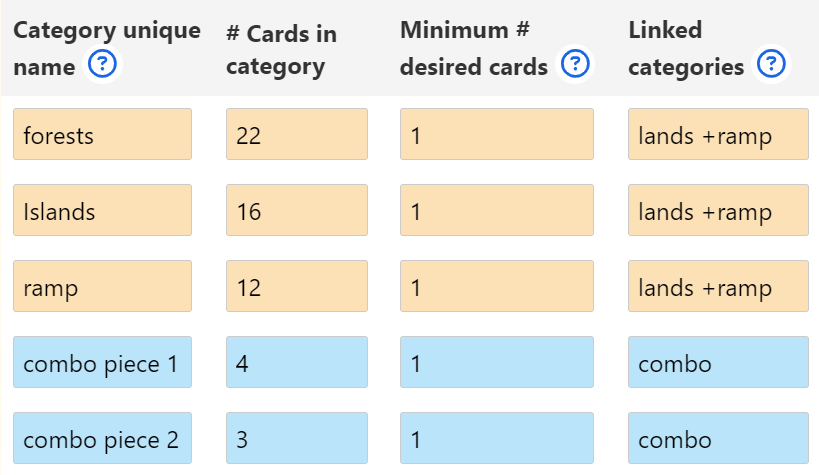 Category unique name ?
# Cards in category
Minimum # desired cards ?
Linked categories ?
forests 22 1 lands +ramp
Islands 16 1 lands +ramp
ramp 12 1 lands +ramp
combo piece 1 4 1 combo
combo piece 2 3 1 combo